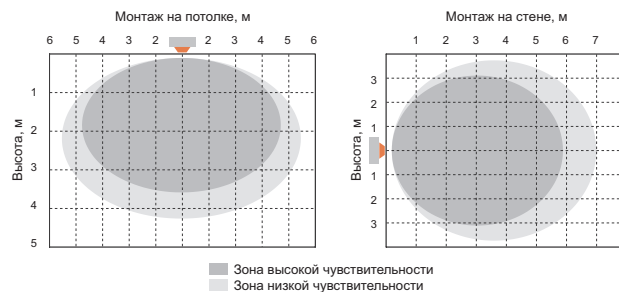 Монтаж на потолке, м
6 5 4 3 2 1 2 3 4 5 6
Высота, м
1
2
3
4
5
Монтаж на стене, м
1 2 3 4 5 6 7
Высота, м
3
2
1
1
2
3
Зона высокой чувствительности
Зона низкой чувствительности